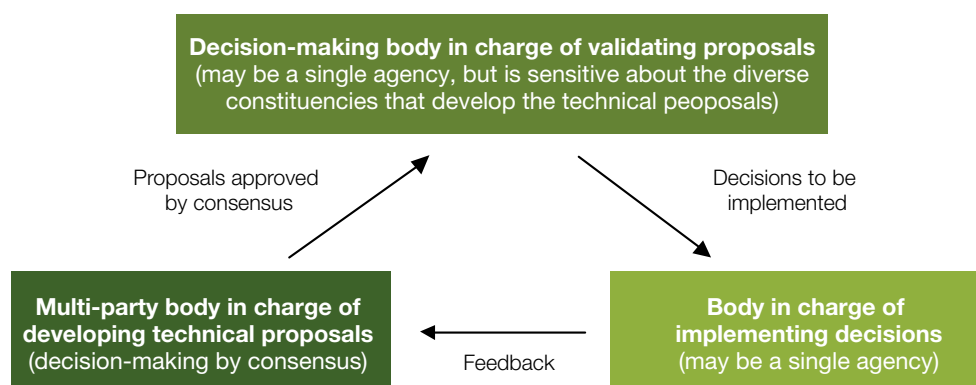 Decision-making body in charge of validating proposals
(may be a single agency, but is sensitive about the diverse
constituencies that develop the technical peoposals)
Proposals approved
by consensus
Decisions to be
implemented
Multi-party body in charge of
developing technical proposals
(decision-making by consensus)
Feedback
Body in charge of
implementing decisions
(may be a single agency)